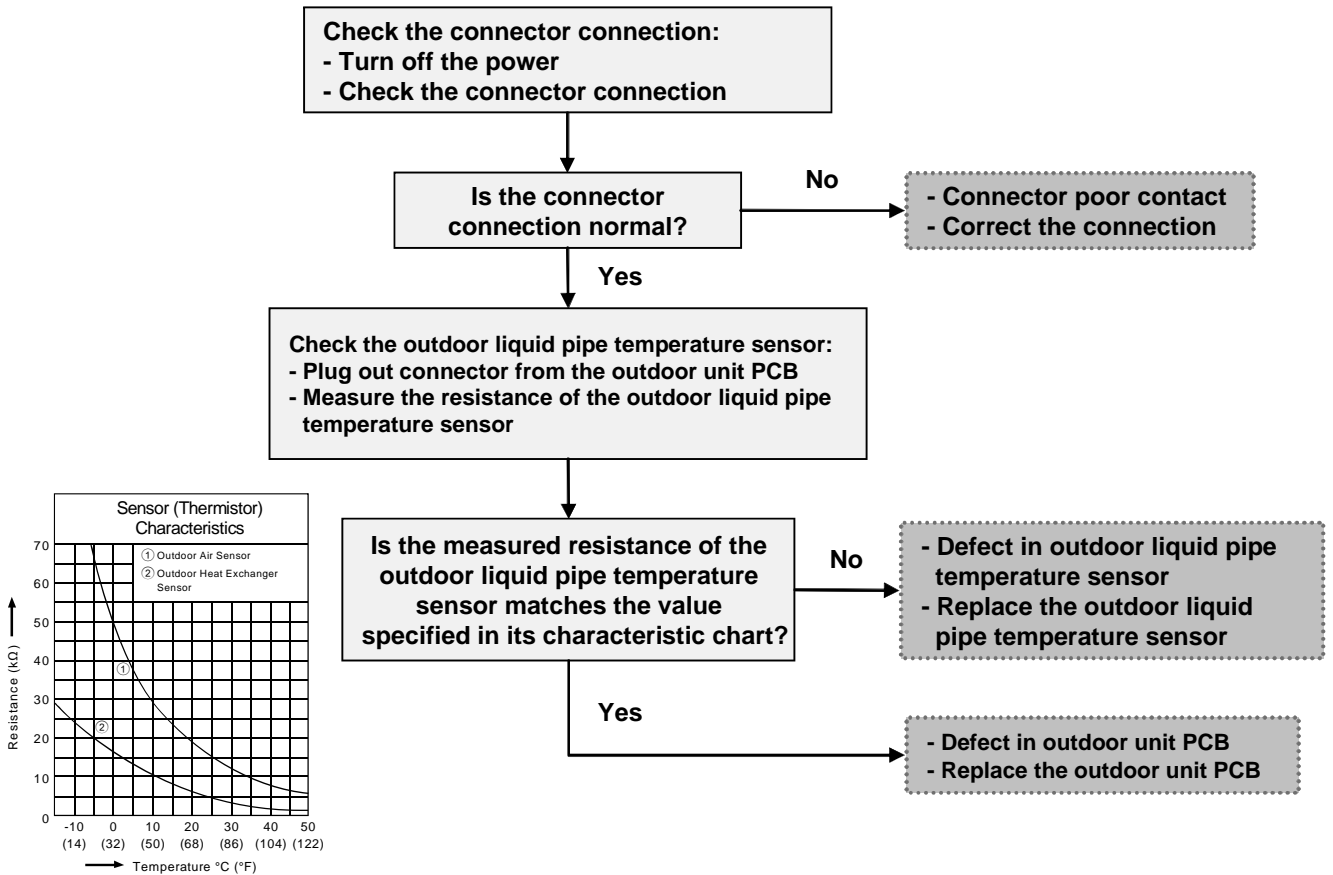 Check the connector connection:
- Turn off the power
- Check the connector connection
Is the connector
connection normal?
No
- Connector poor contact
- Correct the connection
Yes
Check the outdoor liquid pipe temperature sensor:
- Plug out connector from the outdoor unit PCB
- Measure the resistance of the outdoor liquid pipe
temperature sensor
Is the measured resistance of the
outdoor liquid pipe temperature
sensor matches the value
specified in its characteristic chart?
No
- Defect in outdoor liquid pipe
temperature sensor
- Replace the outdoor liquid
pipe temperature sensor
Yes
- Defect in outdoor unit PCB
- Replace the outdoor unit PCB
Sensor (Thermistor)
Characteristics
① Outdoor Air Sensor
② Outdoor Heat Exchanger
Sensor
70
60
50
40
30
20
10
0
Resistance (kΩ)
①
②
-10 0 10 20 30 40 50
(14) (32) (50) (68) (86) (104) (122)
Temperature °C (°F)